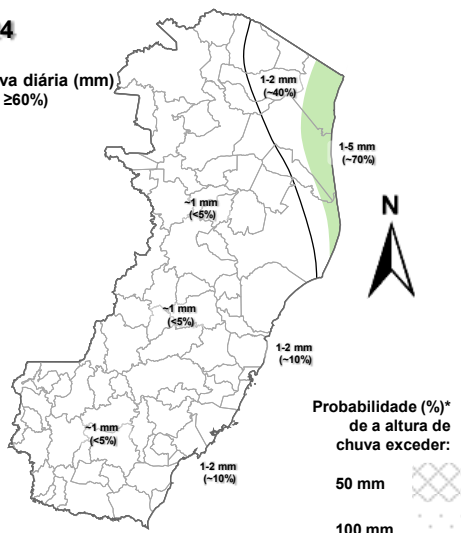 4
va diária (mm)
≥60%)
1-2 mm
(~40%)
1-5 mm
(~70%)
~1 mm
(<5%)
N
~1 mm
(<5%)
1-2 mm
(~10%)
~1 mm
(<5%)
1-2 mm
(~10%)
Probabilidade (%)*
de a altura de
chuva exceder:
50 mm
100 mm